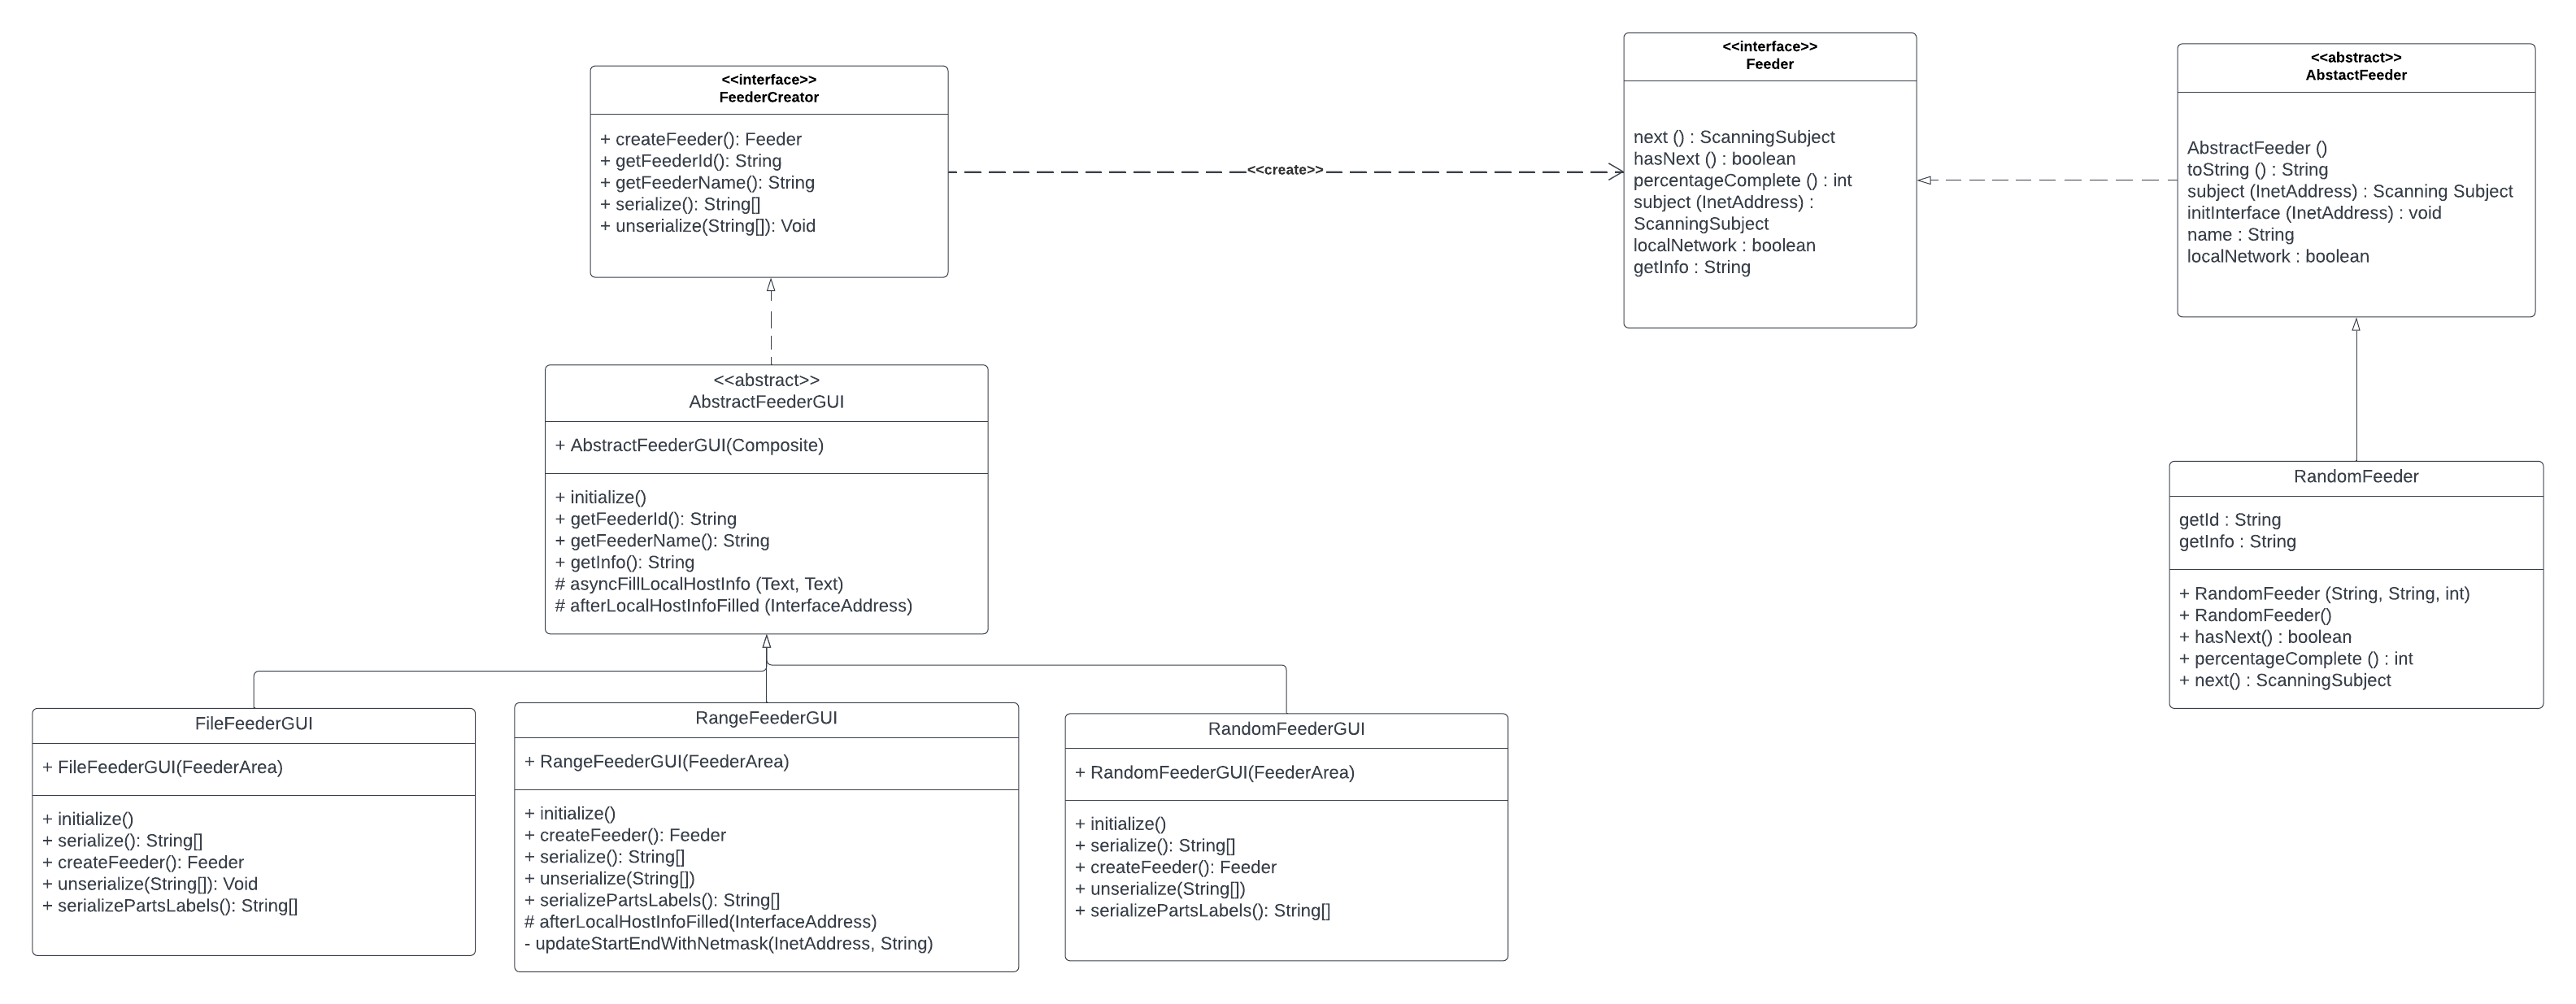 <<interface>>
FeederCreator
+ createFeeder(): Feeder
+ getFeederId(): String
+ getFeederName(): String
+ serialize(): String[]
+ unserialize(String[]): Void
<<create>>
<<interface>>
Feeder
next () : ScanningSubject
hasNext () : boolean
percentageComplete () : int
subject (InetAddress) :
ScanningSubject
localNetwork : boolean
getInfo : String
<<abstract>>
AbstactFeeder
AbstractFeeder ()
toString () : String
subject (InetAddress) : Scanning Subject
initInterface (InetAddress) : void
name : String
localNetwork : boolean
<<abstract>>
AbstractFeederGUI
+ AbstractFeederGUI(Composite)
+ initialize()
+ getFeederId(): String
+ getFeederName(): String
+ getInfo(): String
# asyncFillLocalHostInfo (Text, Text)
# afterLocalHostInfoFilled (InterfaceAddress)
RandomFeeder
getId : String
getInfo : String
+ RandomFeeder (String, String, int)
+ RandomFeeder()
+ hasNext() : boolean
+ percentageComplete () : int
+ next() : ScanningSubject
FileFeederGUI
+ FileFeederGUI(FeederArea)
+ initialize()
+ serialize(): String[]
+ createFeeder(): Feeder
+ unserialize(String[]): Void
+ serializePartsLabels(): String[]
RangeFeederGUI
+ RangeFeederGUI(FeederArea)
+ initialize()
+ createFeeder(): Feeder
+ serialize(): String[]
+ unserialize(String[])
+ serializePartsLabels(): String[]
# afterLocalHostInfoFilled(InterfaceAddress)
- updateStartEndWithNetmask(InetAddress, String)
RandomFeederGUI
+ RandomFeederGUI(FeederArea)
+ initialize()
+ serialize(): String[]
+ createFeeder(): Feeder
+ unserialize(String[])
+ serializePartsLabels(): String[]